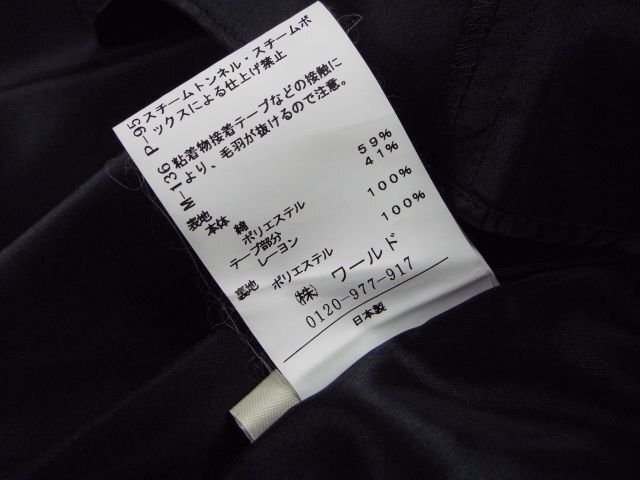 P-95 スチームトンネル・スチームボ
ックスによる仕上げ禁止
M-136 粘着物接着テープなどの接触に
より、毛羽が抜けるので注意。
表地
本体 綿 59%
ポリエステル 41%
テープ部分
レーヨン 100%
裏地 ポリエステル 100%
㈱ ワールド
0120-977-917
日本製